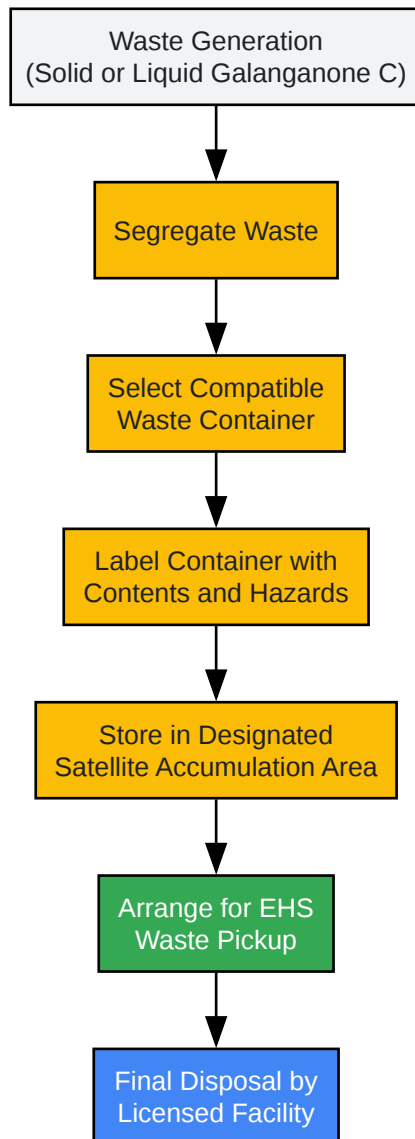 Waste Generation
(Solid or Liquid Galanganone C)
Segregate Waste
Select Compatible
Waste Container
Label Container with
Contents and Hazards
Store in Designated
Satellite Accumulation Area
Arrange for EHS
Waste Pickup
Final Disposal by
Licensed Facility